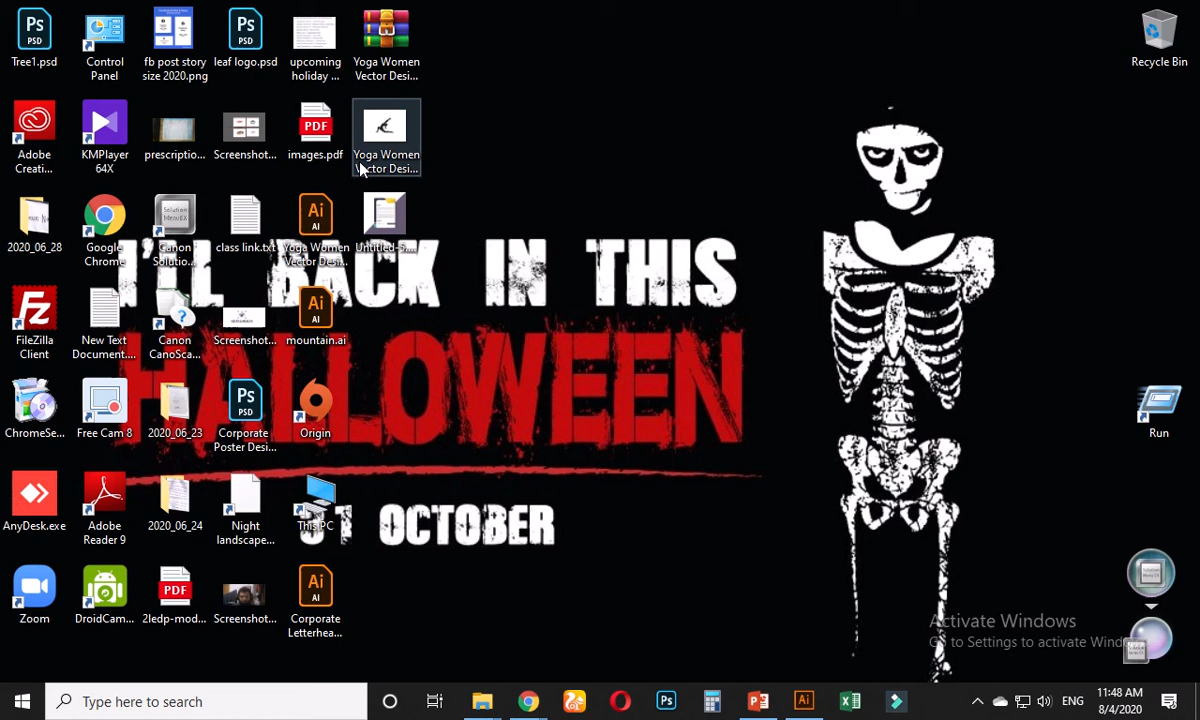 Tree1.psd
Control
Panel
fb post story
size 2020.png
leaf logo.psd
upcoming
holiday ...
Yoga Women
Vector Desi...
Recycle Bin
Adobe
Creati...
KMPlayer
64X
prescriptio...
Screenshot...
images.pdf
Yoga Women
Vector Desi...
2020_06_28
Google
Chrome
Canon
Solutio...
class link.txt
Yoga Women
Vector Desi...
Untitled-5...
I'LL BACK IN THIS
HALLOWEEN
31 OCTOBER
FileZilla
Client
New Text
Document....
Canon
CanoSca...
Screenshot...
mountain.ai
ChromeSe...
Free Cam 8
2020_06_23
Corporate
Poster Desi...
Origin
Run
AnyDesk.exe
Adobe
Reader 9
2020_06_24
Night
landscape...
This PC
Zoom
DroidCam...
2ledp-mod...
Screenshot...
Corporate
Letterhea...
Activate Windows
Go to Settings to activate Wind
Type here to search
ENG
11:48 AM
8/4/2020